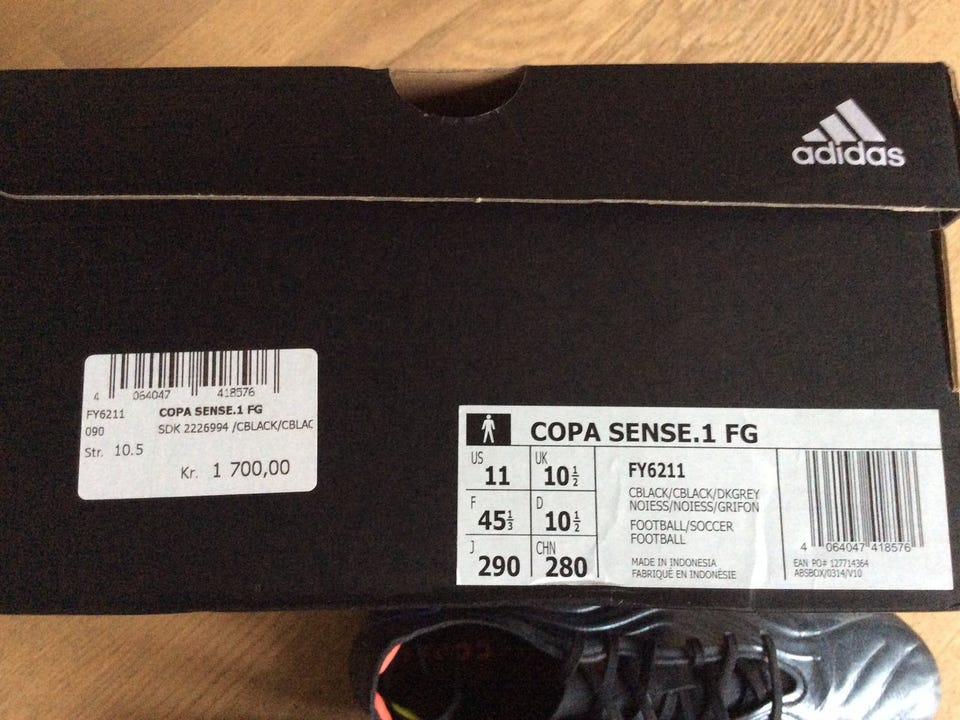 adidas
4 064047 418576
FY6211 COPA SENSE.1 FG
090 SDK 2226994 /CBLACK/CBLAC
Str. 10.5
Kr. 1 700,00
COPA SENSE.1 FG
US 11 UK 10½
F 45⅓ D 10½
J 290 CHN 280
FY6211
CBLACK/CBLACK/DKGREY
NOIESS/NOIESS/GRIFON
FOOTBALL/SOCCER
FOOTBALL
MADE IN INDONESIA
FABRIQUÉ EN INDONÉSIE
4 064047 418576
EAN PO# 127714364
ABSBOX/0314/V10